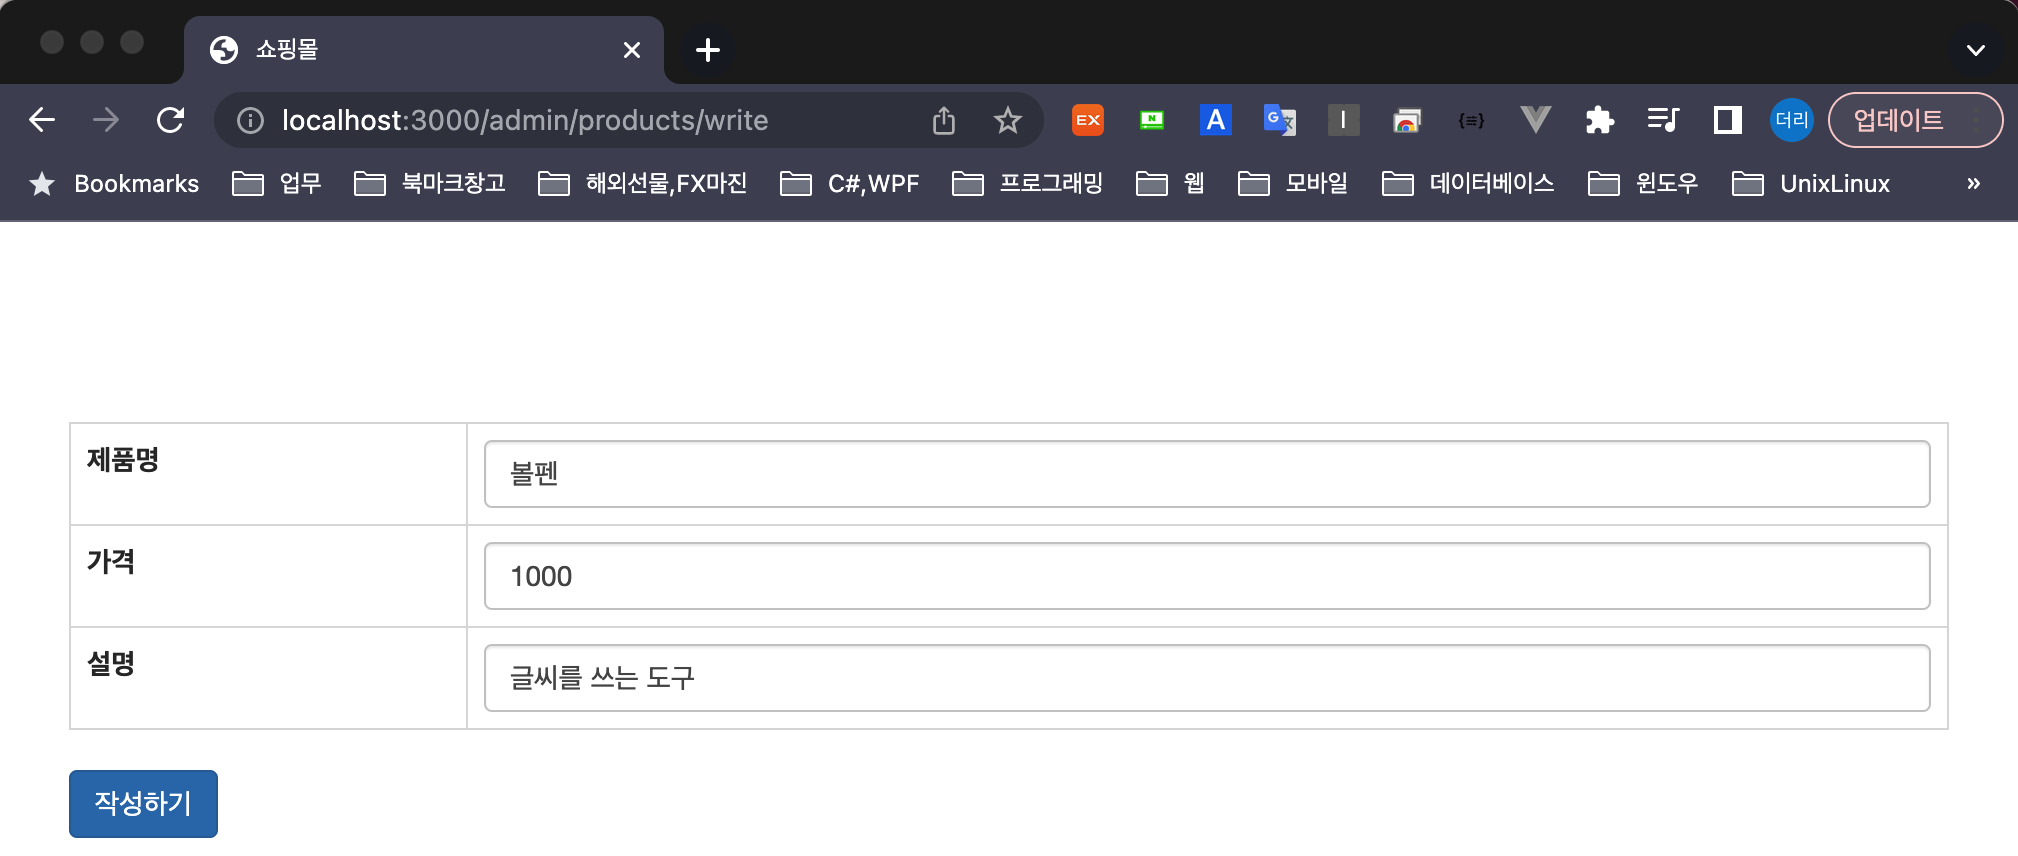 쇼핑몰
localhost:3000/admin/products/write
EX
N
A
G
文
I
{≡}
더리
업데이트
Bookmarks 업무 북마크창고 해외선물,FX마진 C#,WPF 프로그래밍 웹 모바일 데이터베이스 윈도우 UnixLinux »
제품명 볼펜
가격 1000
설명 글씨를 쓰는 도구
작성하기